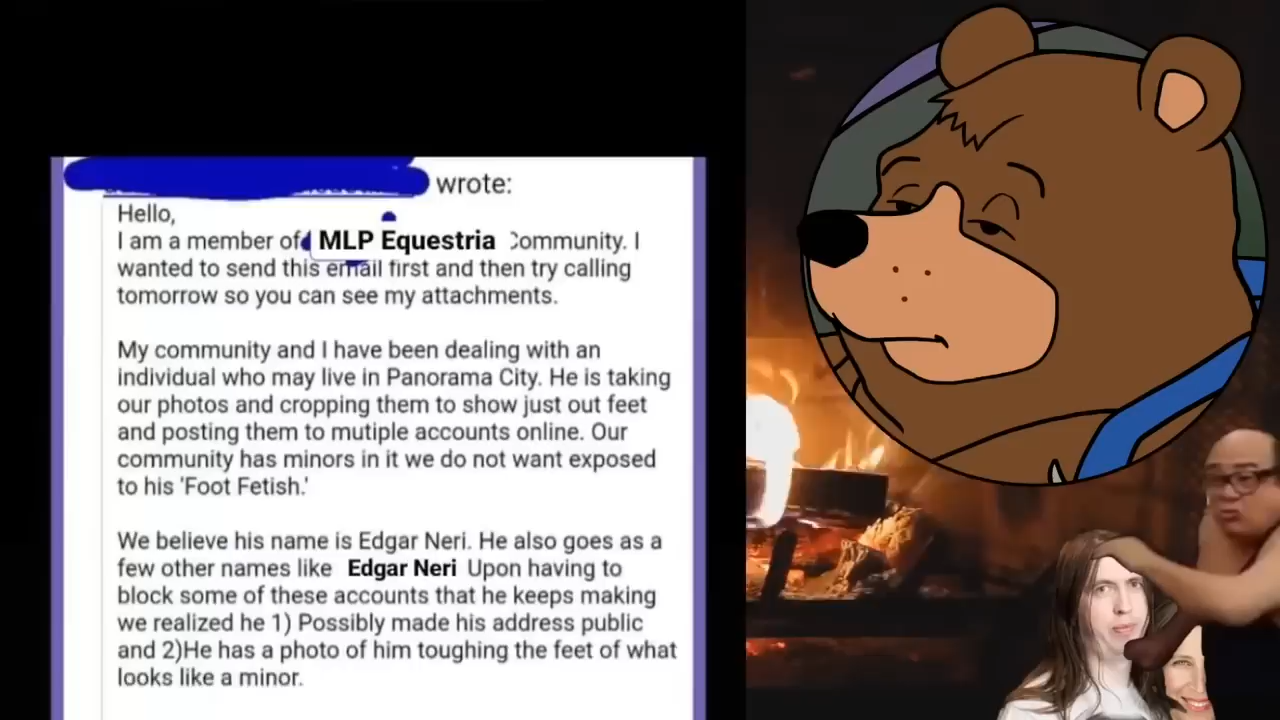 wrote:
Hello,
I am a member of MLP Equestria Community. I
wanted to send this email first and then try calling
tomorrow so you can see my attachments.
My community and I have been dealing with an
individual who may live in Panorama City. He is taking
our photos and cropping them to show just out feet
and posting them to mutiple accounts online. Our
community has minors in it we do not want exposed
to his 'Foot Fetish.'
We believe his name is Edgar Neri. He also goes as a
few other names like Edgar Neri Upon having to
block some of these accounts that he keeps making
we realized he 1) Possibly made his address public
and 2)He has a photo of him toughing the feet of what
looks like a minor.